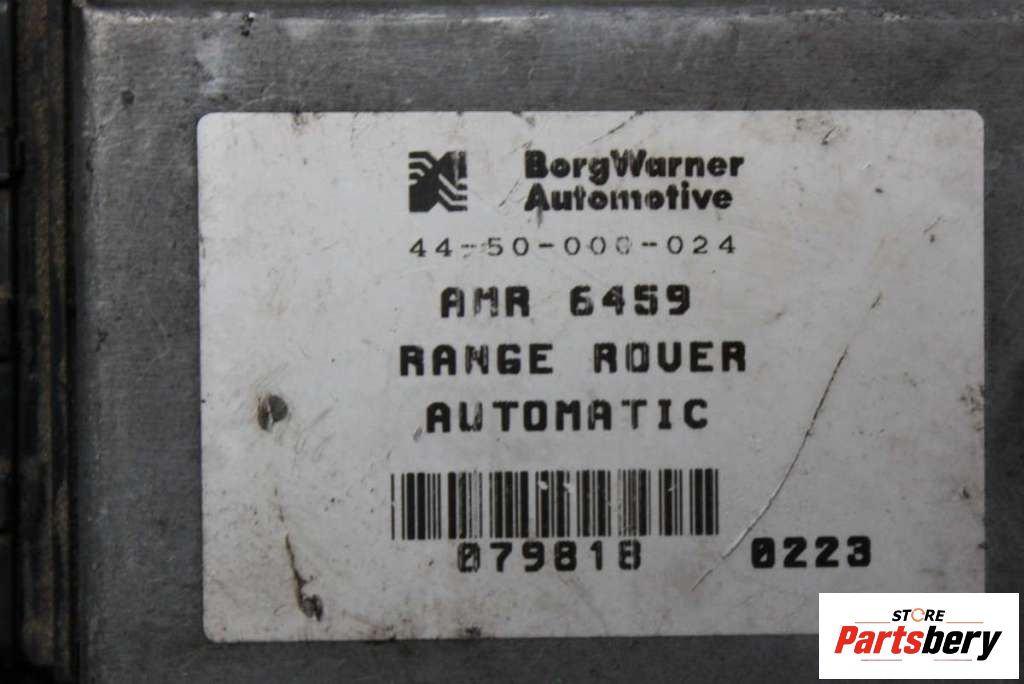 BorgWarner
Automotive
44-50-000-024
AMR 6459
RANGE ROVER
AUTOMATIC
079818
0223
STORE
Partsbery